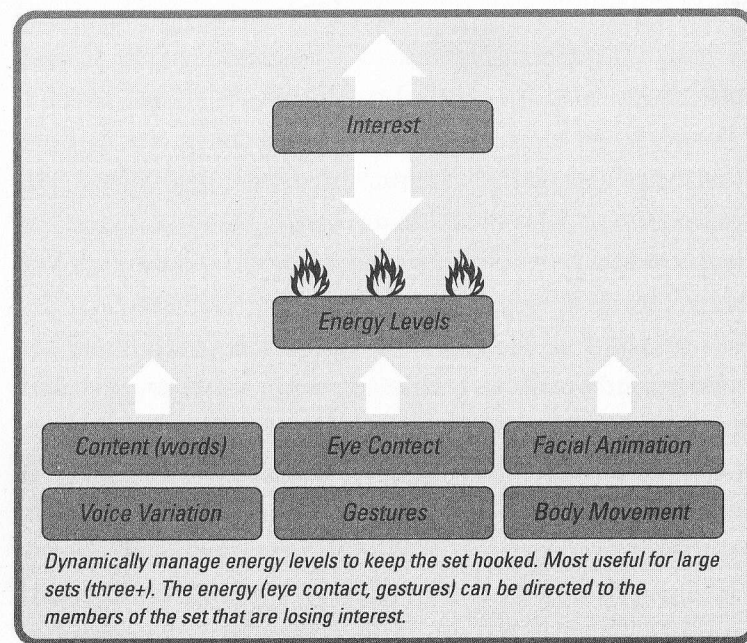 Interest
Energy Levels
Content (words)
Eye Contect
Facial Animation
Voice Variation
Gestures
Body Movement
Dynamically manage energy levels to keep the set hooked. Most useful for large
sets (three+). The energy (eye contact, gestures) can be directed to the
members of the set that are losing interest.